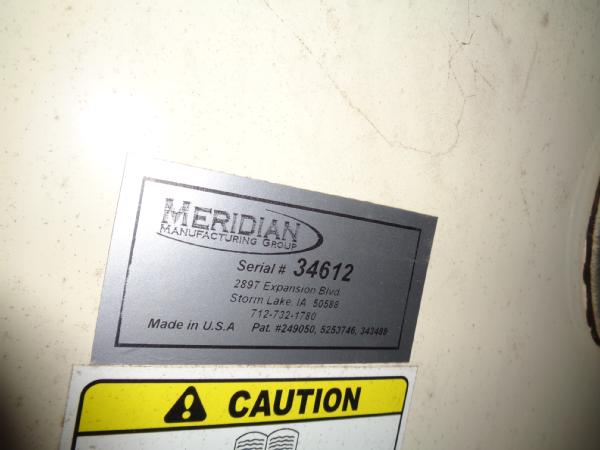 MERIDIAN
MANUFACTURING GROUP
Serial # 34612
2897 Expansion Blvd.
Storm Lake, IA 50588
712-732-1780
Made in U.S.A Pat. #249050, 5253746, 343489
CAUTION